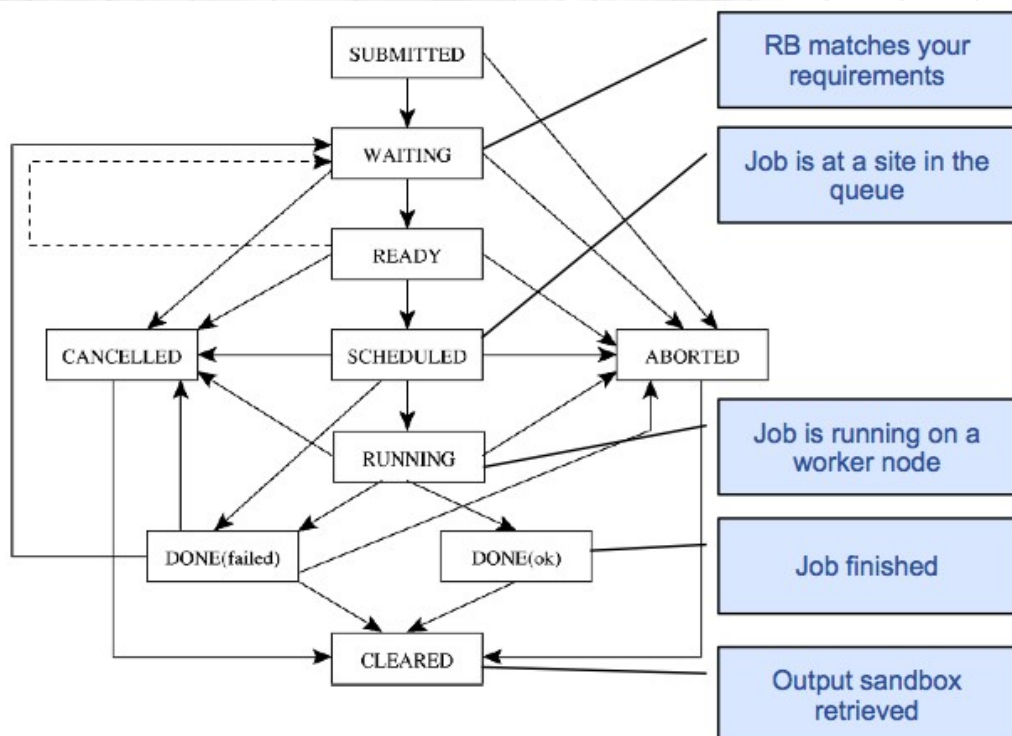 SUBMITTED
RB matches your
requirements
WAITING
Job is at a site in the
queue
READY
CANCELLED
SCHEDULED
ABORTED
Job is running on a
worker node
RUNNING
DONE(failed)
DONE(ok)
Job finished
CLEARED
Output sandbox
retrieved